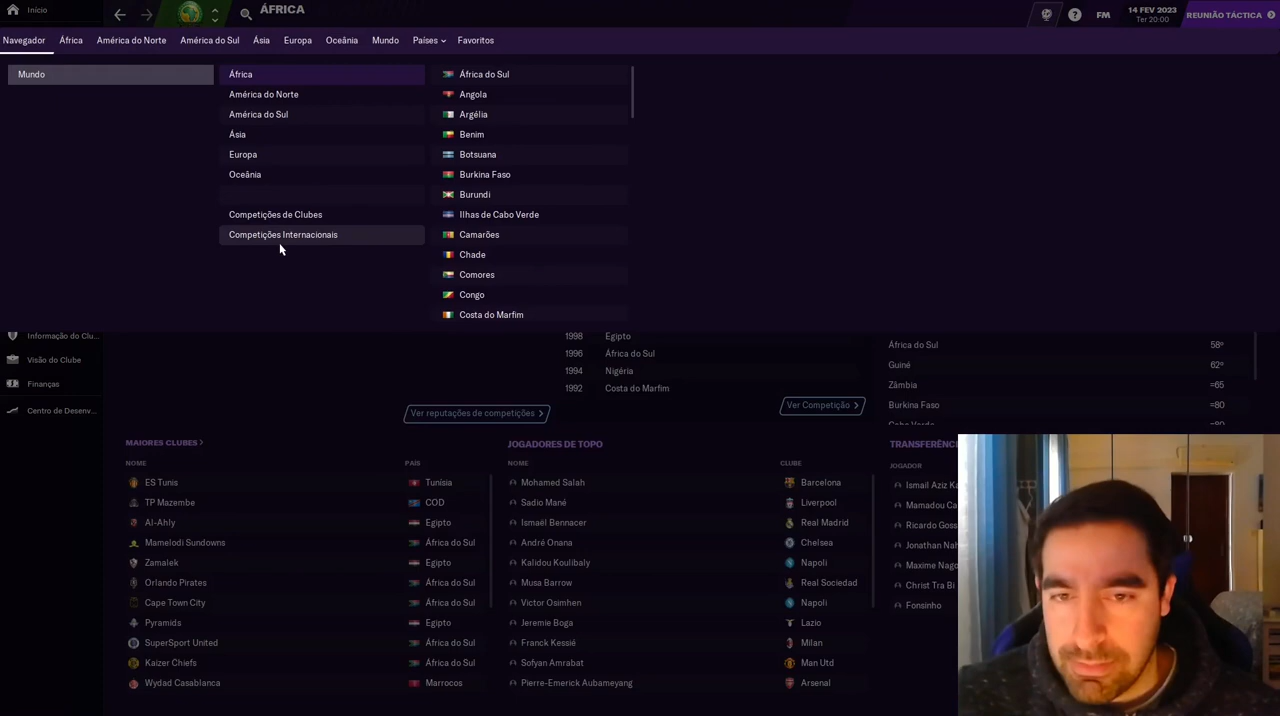 Início
ÁFRICA
FM
14 FEV 2023
Ter 20:00
REUNIÃO TÁCTICA
Navegador
África
América do Norte
América do Sul
Ásia
Europa
Oceânia
Mundo
Países
Favoritos
Mundo
África
América do Norte
América do Sul
Ásia
Europa
Oceânia
Competições de Clubes
Competições Internacionais
África do Sul
Angola
Argélia
Benim
Botsuana
Burkina Faso
Burundi
Ilhas de Cabo Verde
Camarões
Chade
Comores
Congo
Costa do Marfim
Informação do Clu...
Visão do Clube
Finanças
Centro de Desenv...
1998 Egipto
1996 África do Sul
1994 Nigéria
1992 Costa do Marfim
Ver reputações de competições
Ver Competição
África do Sul 58º
Guiné 62º
Zâmbia =65
Burkina Faso =80
Cabo Verde =80
MAIORES CLUBES
NOME PAÍS
ES Tunis Tunísia
TP Mazembe COD
Al-Ahly Egipto
Mamelodi Sundowns África do Sul
Zamalek Egipto
Orlando Pirates África do Sul
Cape Town City África do Sul
Pyramids Egipto
SuperSport United África do Sul
Kaizer Chiefs África do Sul
Wydad Casablanca Marrocos
JOGADORES DE TOPO
NOME CLUBE
Mohamed Salah Barcelona
Sadio Mané Liverpool
Ismaël Bennacer Real Madrid
André Onana Chelsea
Kalidou Koulibaly Napoli
Musa Barrow Real Sociedad
Victor Osimhen Napoli
Jeremie Boga Lazio
Franck Kessié Milan
Sofyan Amrabat Man Utd
Pierre-Emerick Aubameyang Arsenal
TRANSFERÊNC
JOGADOR
Ismail Aziz Ka
Mamadou Ca
Ricardo Goss
Jonathan Nah
Maxime Nago
Christ Tra Bi
Fonsinho